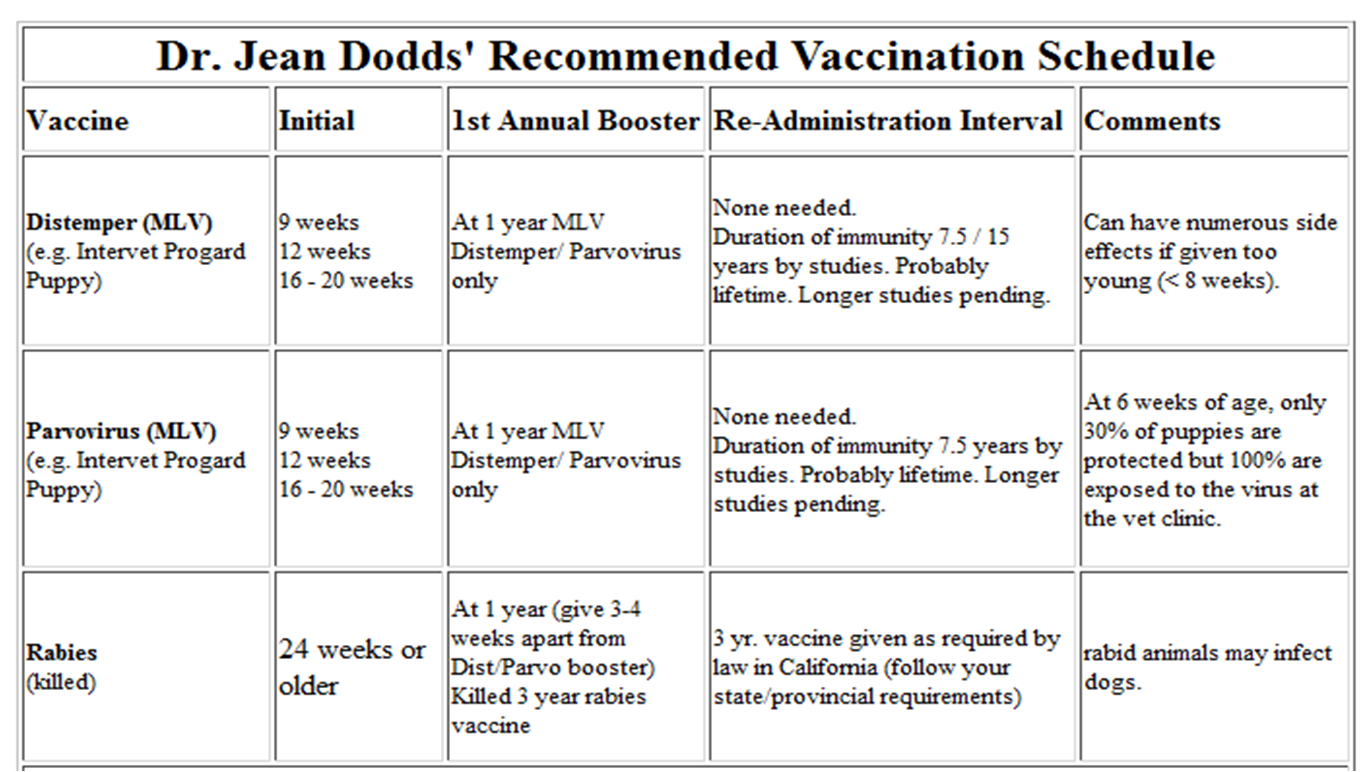 Dr. Jean Dodds' Recommended Vaccination Schedule
Vaccine
Initial
1st Annual Booster
Re-Administration Interval
Comments
Distemper (MLV)
(e.g. Intervet Progard
Puppy)
9 weeks
12 weeks
16 - 20 weeks
At 1 year MLV
Distemper/ Parvovirus
only
None needed.
Duration of immunity 7.5 / 15
years by studies. Probably
lifetime. Longer studies pending.
Can have numerous side
effects if given too
young (< 8 weeks).
Parvovirus (MLV)
(e.g. Intervet Progard
Puppy)
9 weeks
12 weeks
16 - 20 weeks
At 1 year MLV
Distemper/ Parvovirus
only
None needed.
Duration of immunity 7.5 years by
studies. Probably lifetime. Longer
studies pending.
At 6 weeks of age, only
30% of puppies are
protected but 100% are
exposed to the virus at
the vet clinic.
Rabies
(killed)
24 weeks or
older
At 1 year (give 3-4
weeks apart from
Dist/Parvo booster)
Killed 3 year rabies
vaccine
3 yr. vaccine given as required by
law in California (follow your
state/provincial requirements)
rabid animals may infect
dogs.